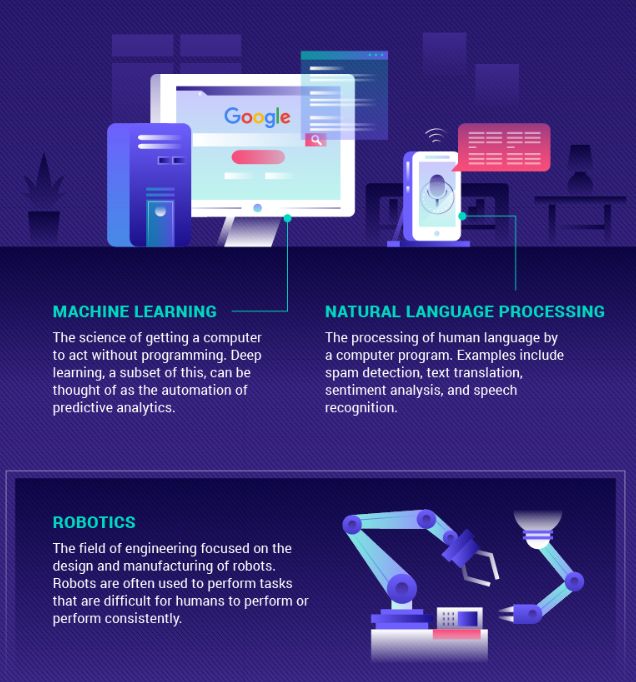 Google
MACHINE LEARNING
The science of getting a computer
to act without programming. Deep
learning, a subset of this, can be
thought of as the automation of
predictive analytics.
NATURAL LANGUAGE PROCESSING
The processing of human language by
a computer program. Examples include
spam detection, text translation,
sentiment analysis, and speech
recognition.
ROBOTICS
The field of engineering focused on the
design and manufacturing of robots.
Robots are often used to perform tasks
that are difficult for humans to perform or
perform consistently.